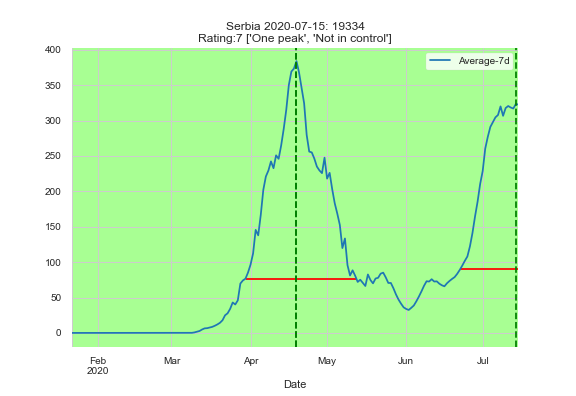 Serbia 2020-07-15: 19334
Rating:7 ['One peak', 'Not in control']
Average-7d
400
350
300
250
200
150
100
50
0
Feb
2020
Mar
Apr
May
Jun
Jul
Date